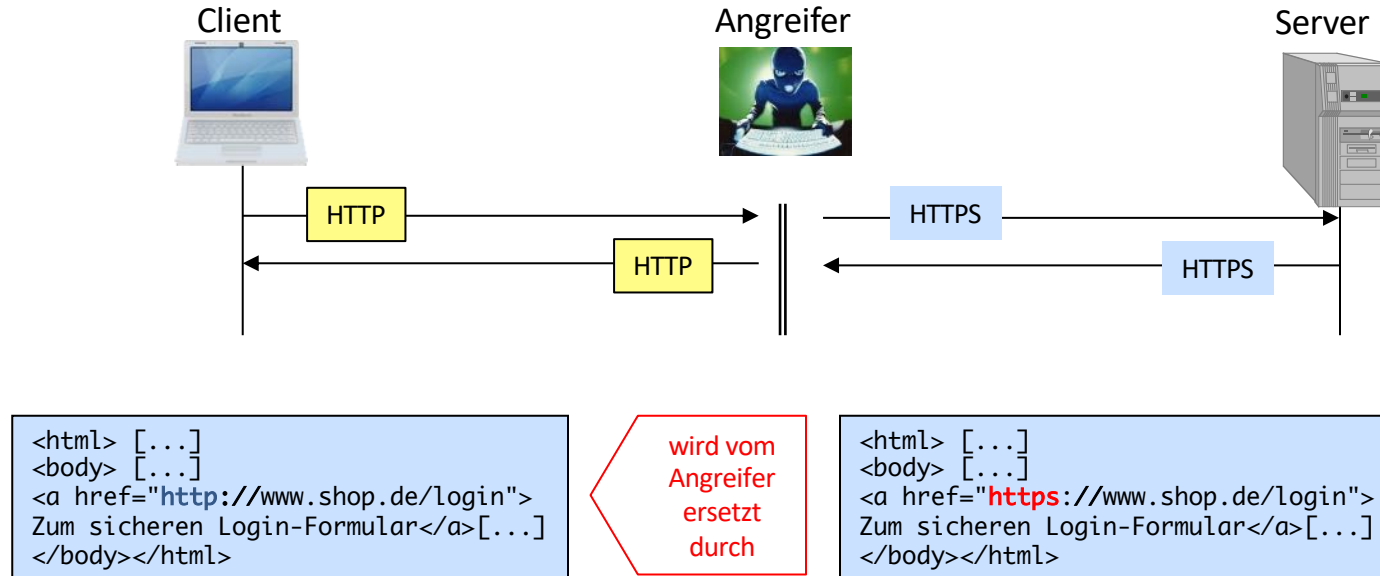 Client
Angreifer
Server
HTTP
HTTPS
HTTP
HTTPS
<html> [...]
<body> [...]
<a href="http://www.shop.de/login">
Zum sicheren Login-Formular</a>[...]
</body></html>
wird vom
Angreifer
ersetzt
durch
<html> [...]
<body> [...]
<a href="https://www.shop.de/login">
Zum sicheren Login-Formular</a>[...]
</body></html>